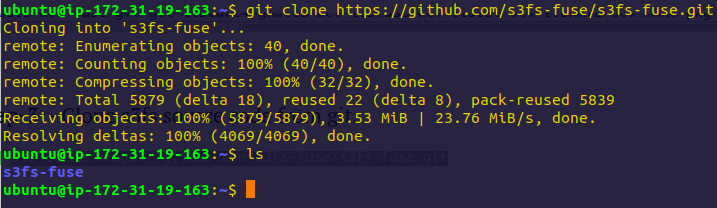 ubuntu@ip-172-31-19-163:~$ git clone https://github.com/s3fs-fuse/s3fs-fuse.git
Cloning into 's3fs-fuse'...
remote: Enumerating objects: 40, done.
remote: Counting objects: 100% (40/40), done.
remote: Compressing objects: 100% (32/32), done.
remote: Total 5879 (delta 18), reused 22 (delta 8), pack-reused 5839
Receiving objects: 100% (5879/5879), 3.53 MiB | 23.76 MiB/s, done.
Resolving deltas: 100% (4069/4069), done.
ubuntu@ip-172-31-19-163:~$ ls
s3fs-fuse
ubuntu@ip-172-31-19-163:~$